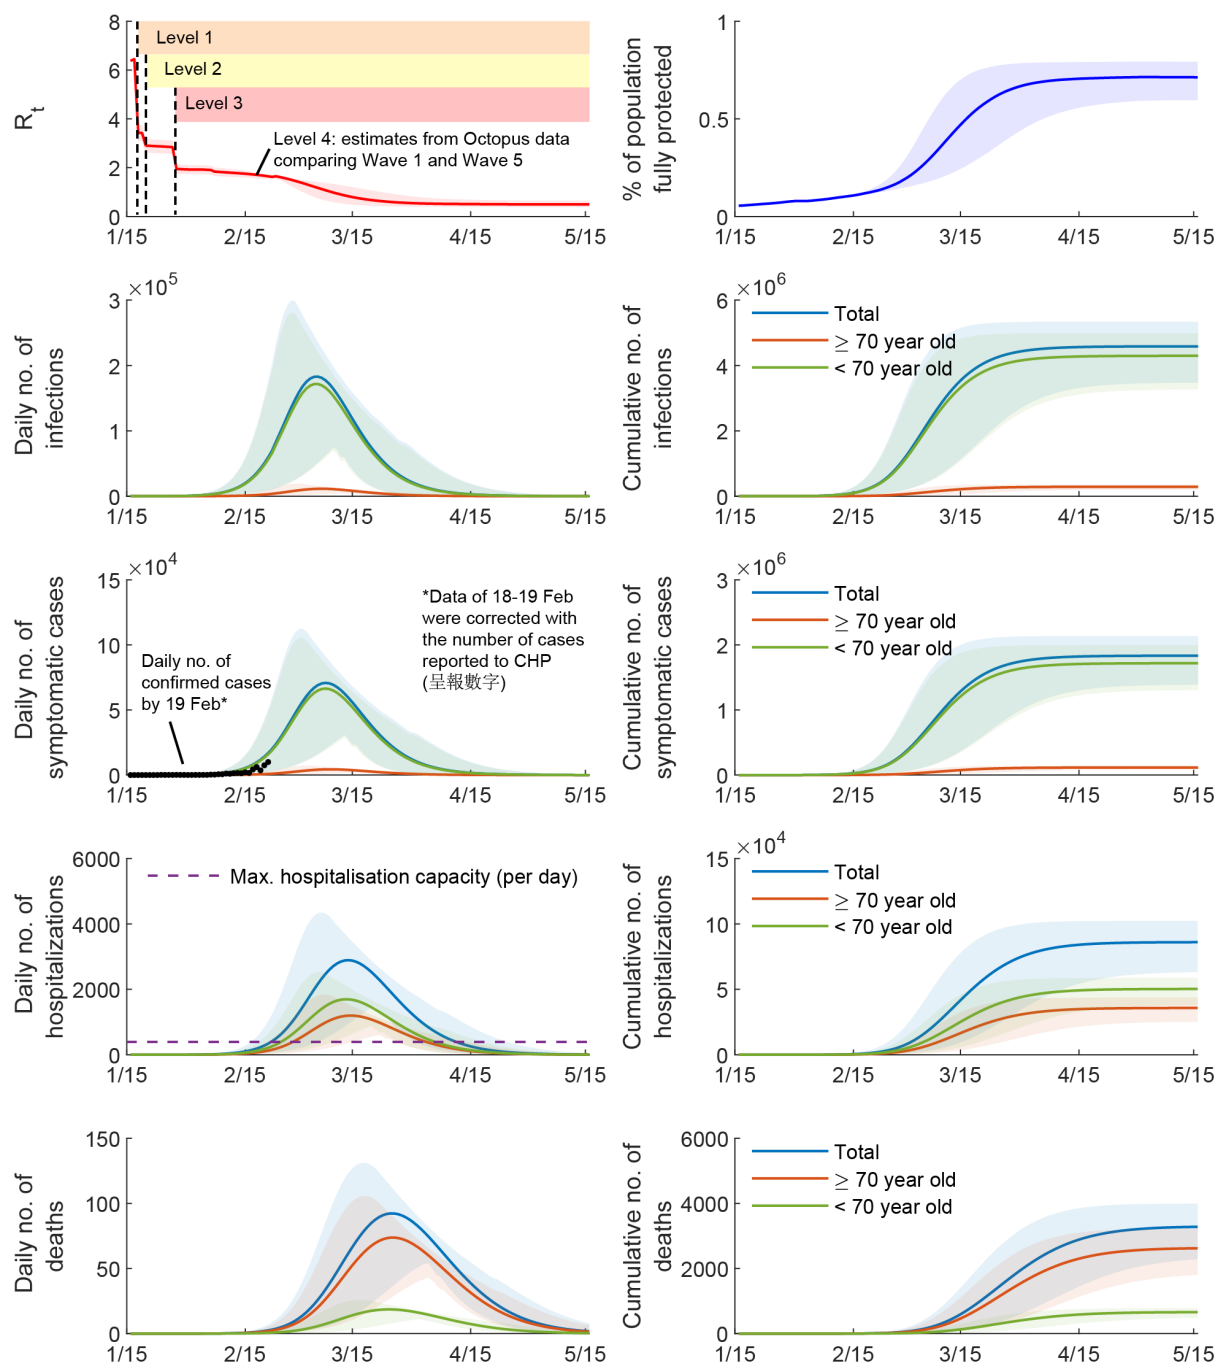 8
6
4
2
0
R_t
Level 1
Level 2
Level 3
Level 4: estimates from Octopus data
comparing Wave 1 and Wave 5
1/15 2/15 3/15 4/15 5/15
1
0.5
0
% of population
fully protected
1/15 2/15 3/15 4/15 5/15
×10^5
3
2
1
0
Daily no. of
infections
1/15 2/15 3/15 4/15 5/15
×10^6
6
4
2
0
Cumulative no. of
infections
Total
≥ 70 year old
< 70 year old
1/15 2/15 3/15 4/15 5/15
×10^4
15
10
5
0
Daily no. of
symptomatic cases
Daily no. of
confirmed cases
by 19 Feb*
*Data of 18-19 Feb
were corrected with
the number of cases
reported to CHP
(呈報數字)
1/15 2/15 3/15 4/15 5/15
×10^6
3
2
1
0
Cumulative no. of
symptomatic cases
Total
≥ 70 year old
< 70 year old
1/15 2/15 3/15 4/15 5/15
6000
4000
2000
0
Daily no. of
hospitalizations
Max. hospitalisation capacity (per day)
1/15 2/15 3/15 4/15 5/15
×10^4
15
10
5
0
Cumulative no. of
hospitalizations
Total
≥ 70 year old
< 70 year old
1/15 2/15 3/15 4/15 5/15
150
100
50
0
Daily no. of
deaths
1/15 2/15 3/15 4/15 5/15
6000
4000
2000
0
Cumulative no. of
deaths
Total
≥ 70 year old
< 70 year old
1/15 2/15 3/15 4/15 5/15